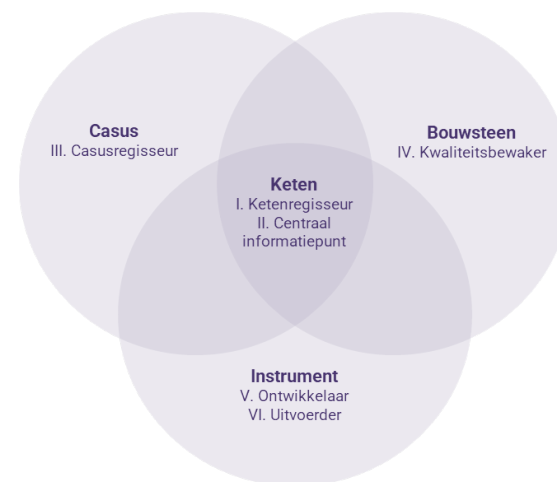 Casus
III. Casusregisseur
Bouwsteen
IV. Kwaliteitsbewaker
Keten
I. Ketenregisseur
II. Centraal
informatiepunt
Instrument
V. Ontwikkelaar
VI. Uitvoerder